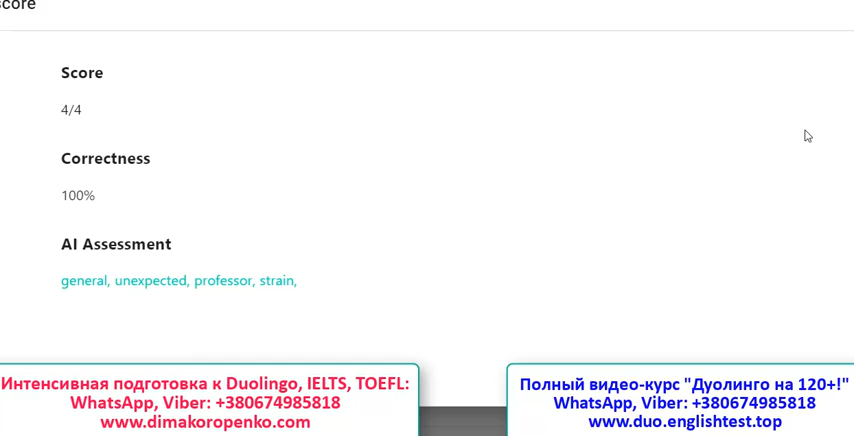 score
Score
4/4
Correctness
100%
AI Assessment
general, unexpected, professor, strain,
Интенсивная подготовка к Duolingo, IELTS, TOEFL:
WhatsApp, Viber: +380674985818
www.dimakoropenko.com
Полный видео-курс "Дуолинго на 120+!"
WhatsApp, Viber: +380674985818
www.duo.englishtest.top